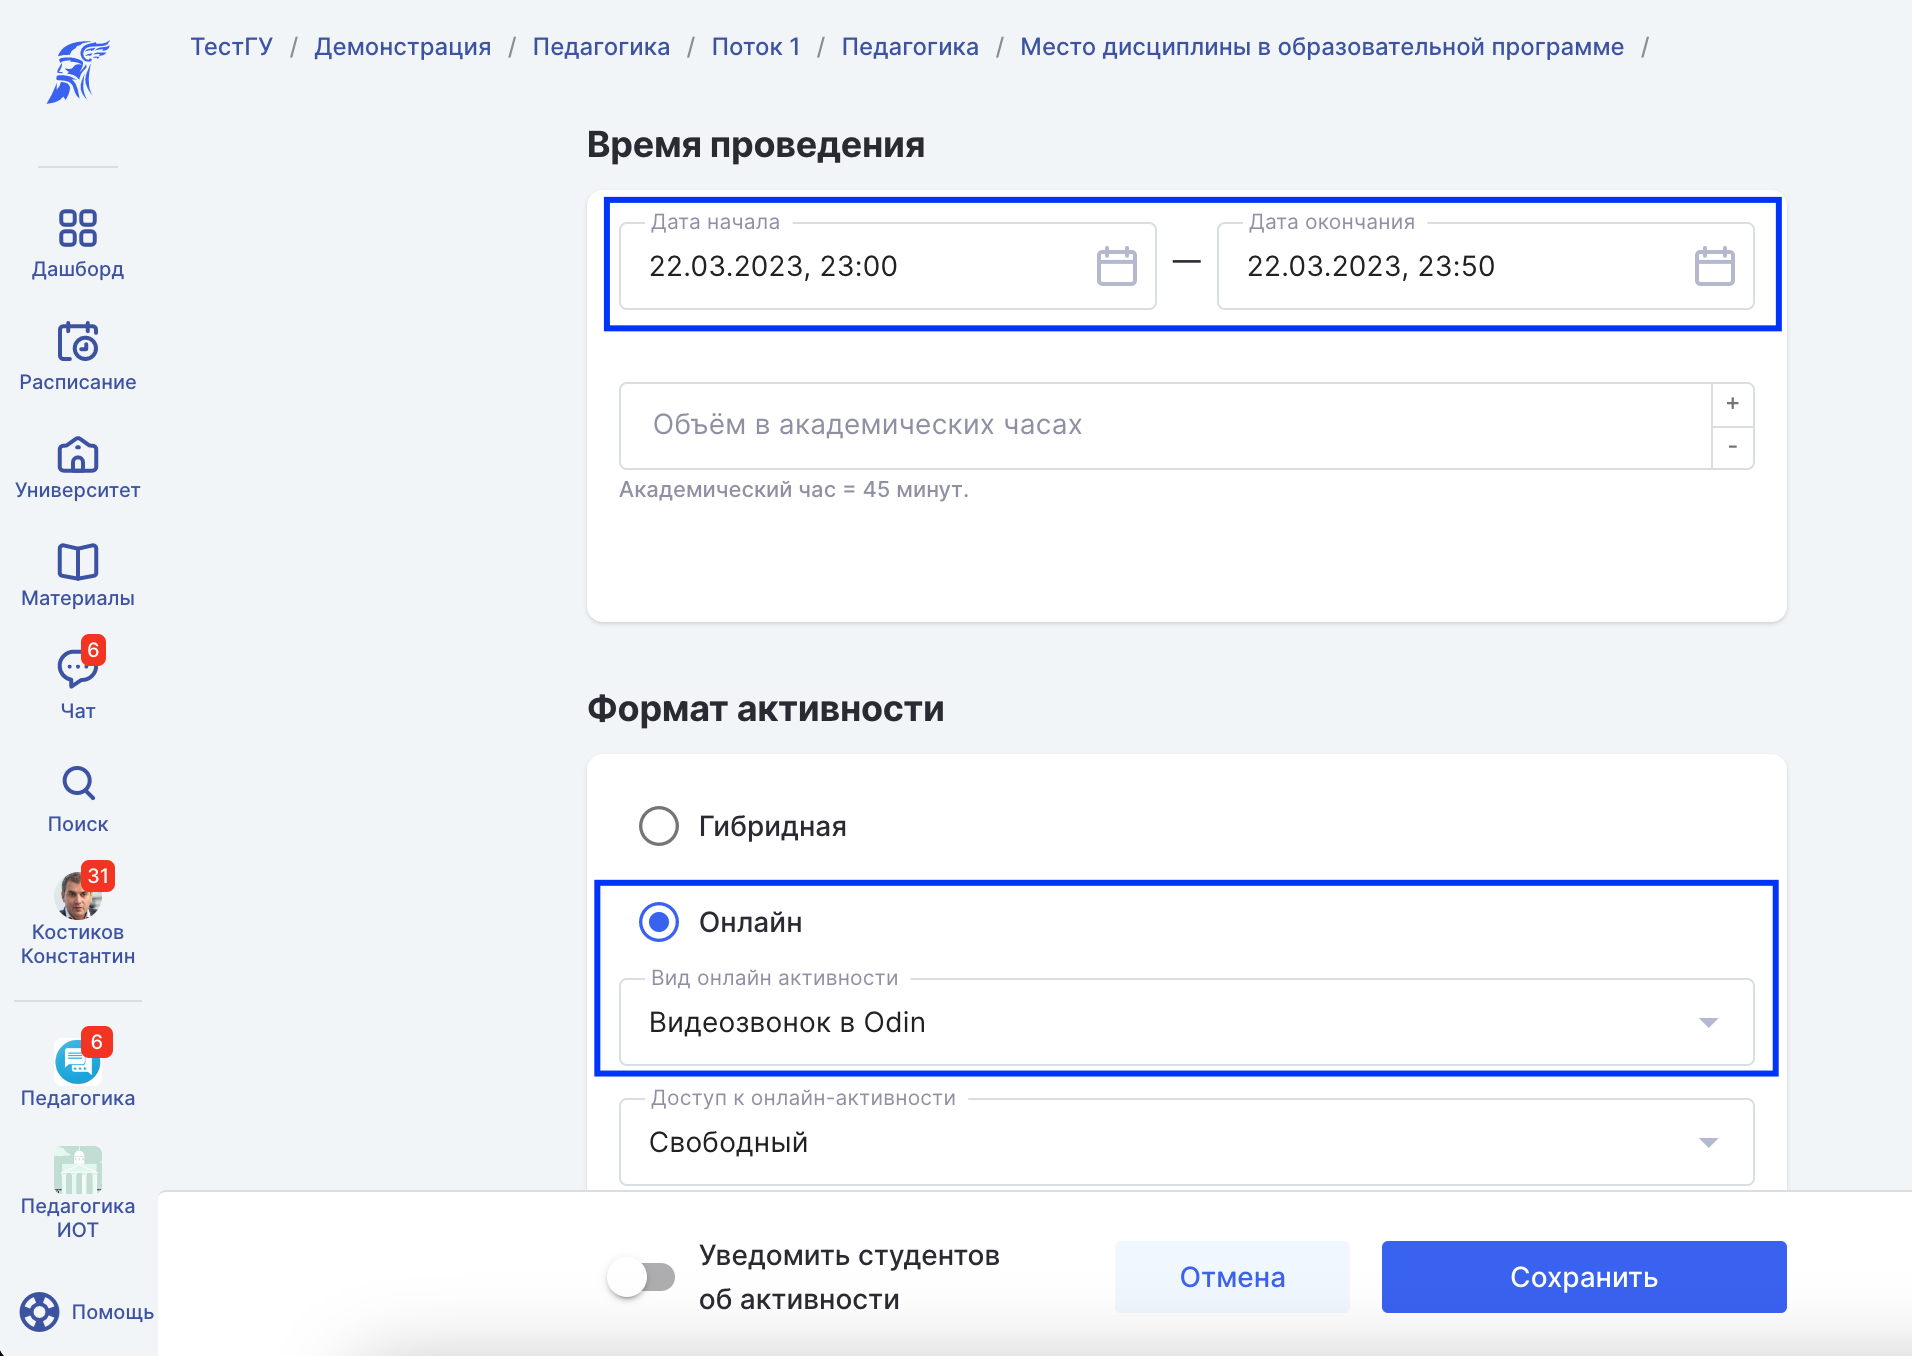 ТестГУ / Демонстрация / Педагогика / Поток 1 / Педагогика / Место дисциплины в образовательной программе /
Дашборд
Расписание
Университет
Материалы
6
Чат
Поиск
31
Костиков
Константин
6
Педагогика
Педагогика
ИОТ
Помощь
Время проведения
Дата начала
22.03.2023, 23:00
—
Дата окончания
22.03.2023, 23:50
Объём в академических часах
+
-
Академический час = 45 минут.
Формат активности
Гибридная
Онлайн
Вид онлайн активности
Видеозвонок в Odin
Доступ к онлайн-активности
Свободный
Уведомить студентов
об активности
Отмена
Сохранить